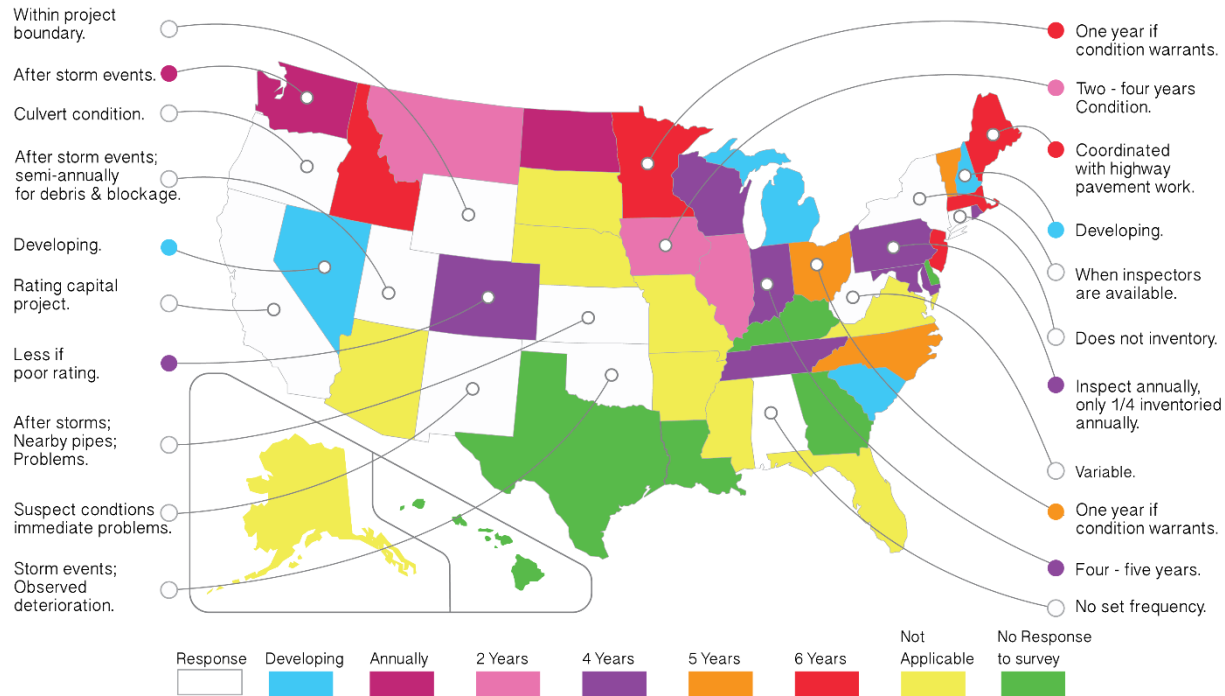 Within project
boundary.
After storm events.
Culvert condition.
After storm events;
semi-annually
for debris & blockage.
Developing.
Rating capital
project.
Less if
poor rating.
After storms;
Nearby pipes;
Problems.
Suspect condtions
immediate problems.
Storm events;
Observed
deterioration.
One year if
condition warrants.
Two - four years
Condition.
Coordinated
with highway
pavement work.
Developing.
When inspectors
are available.
Does not inventory.
Inspect annually,
only 1/4 inventoried
annually.
Variable.
One year if
condition warrants.
Four - five years.
No set frequency.
Response
Developing
Annually
2 Years
4 Years
5 Years
6 Years
Not
Applicable
No Response
to survey